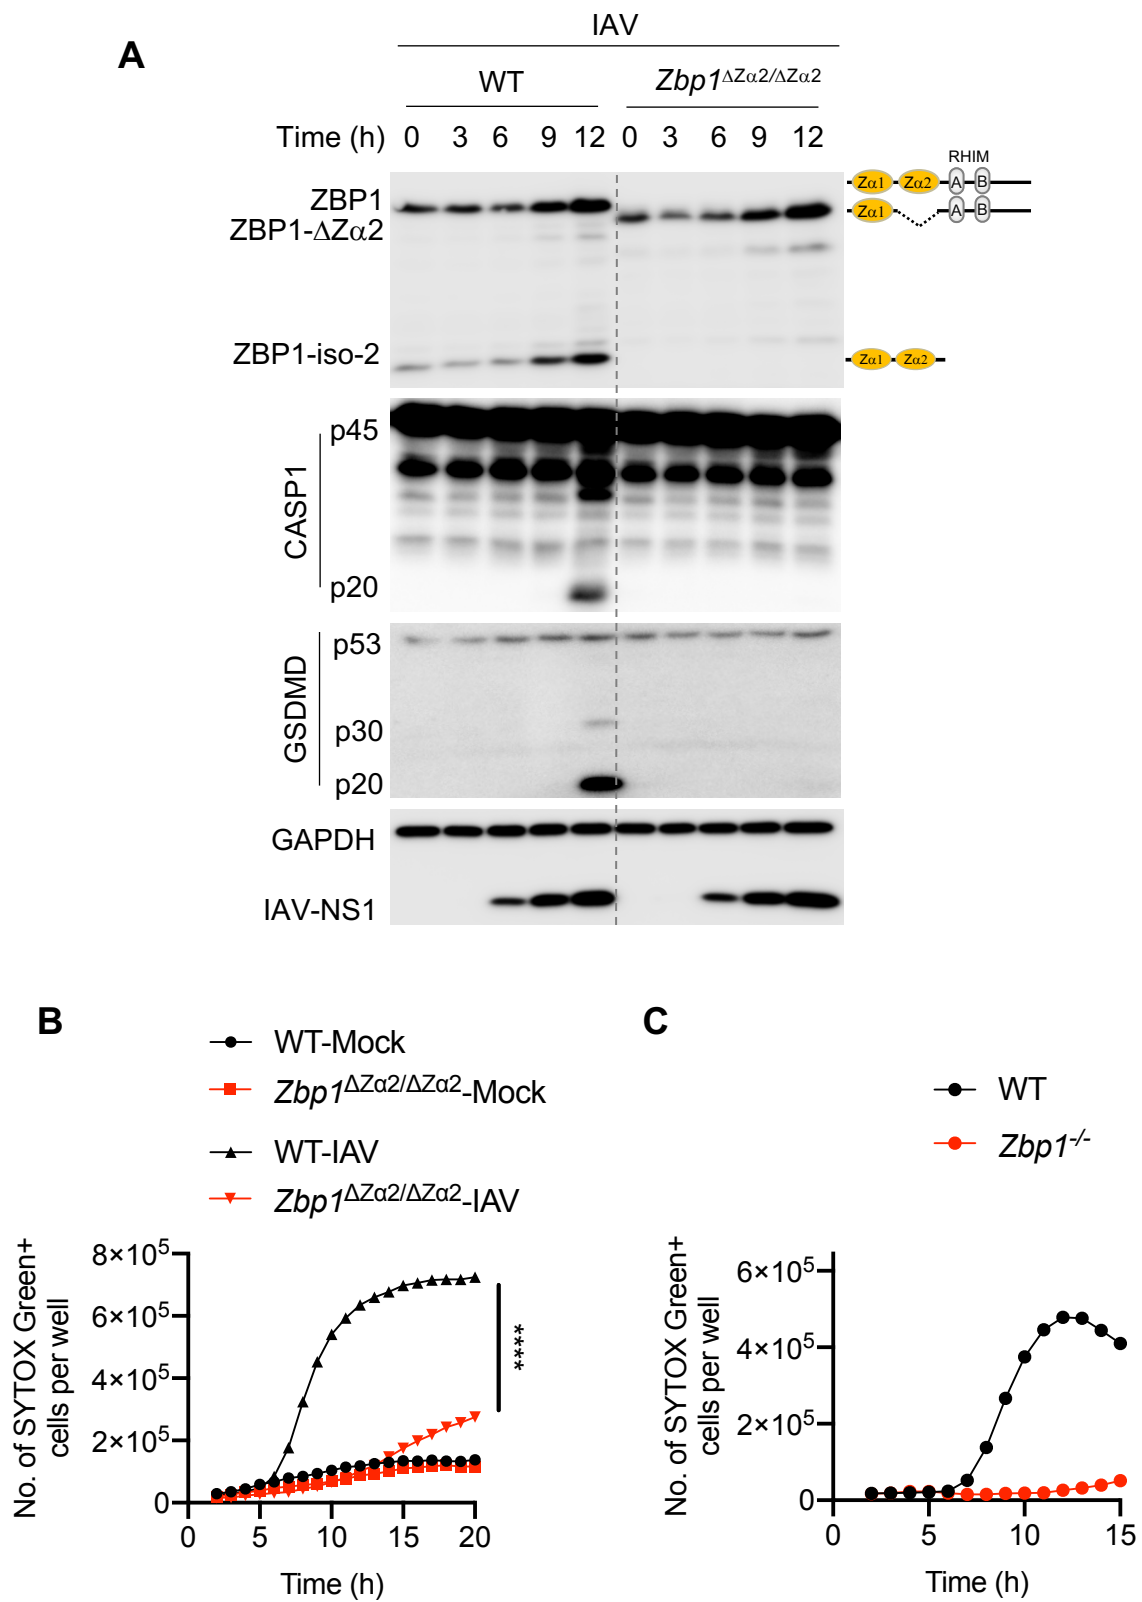 A
IAV
WT
Zbp1ΔZα2/ΔZα2
Time (h) 0 3 6 9 12 0 3 6 9 12
RHIM
ZBP1
Zα1 Zα2 A B
ZBP1-ΔZα2
Zα1 A B
ZBP1-iso-2
Zα1 Zα2
CASP1
p45
p20
GSDMD
p53
p30
p20
GAPDH
IAV-NS1
B
WT-Mock
Zbp1ΔZα2/ΔZα2-Mock
WT-IAV
Zbp1ΔZα2/ΔZα2-IAV
No. of SYTOX Green+
cells per well
8×10⁵
6×10⁵
4×10⁵
2×10⁵
0
****
0 5 10 15 20
Time (h)
C
WT
Zbp1-/-
No. of SYTOX Green+
cells per well
6×10⁵
4×10⁵
2×10⁵
0
0 5 10 15
Time (h)